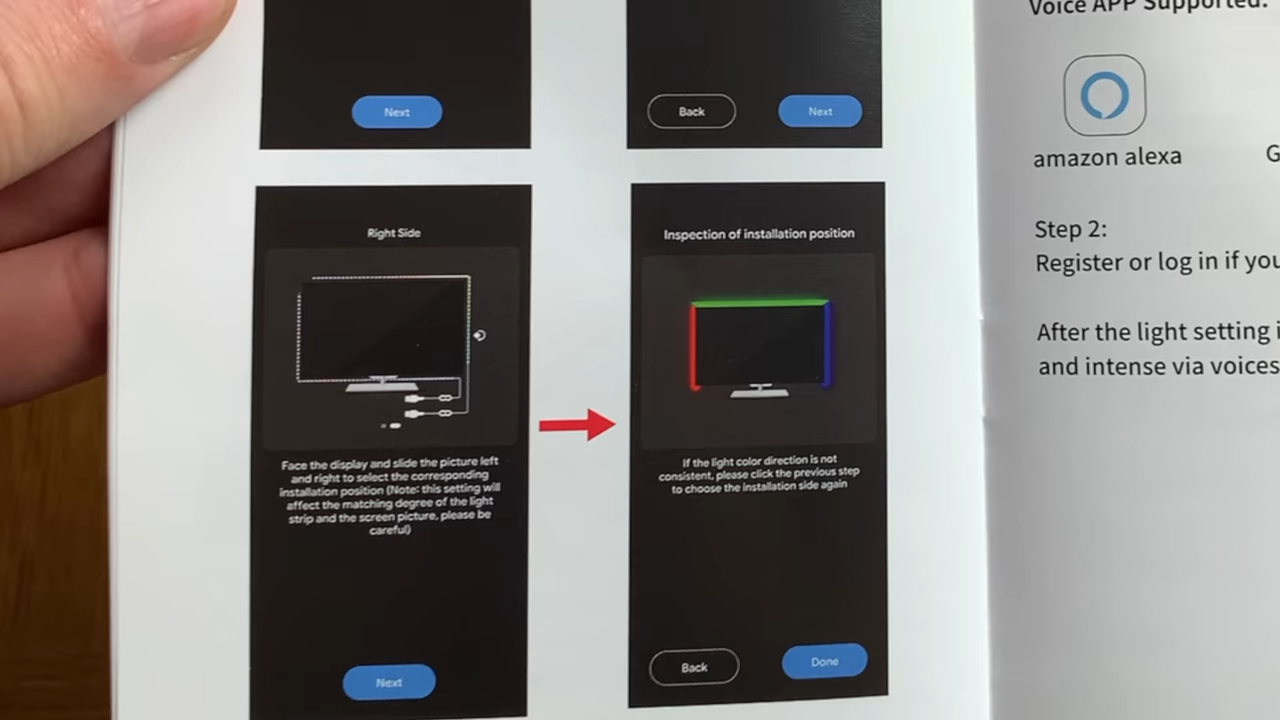 Next
Back
Next
Right Side
Face the display and slide the picture left
and right to select the corresponding
installation position (Note: this setting will
affect the matching degree of the light
strip and the screen picture, please be
careful)
Next
Inspection of installation position
If the light color direction is not
consistent, please click the previous step
to choose the installation side again
Back
Done
Voice APP Supported:
amazon alexa
G
Step 2:
Register or log in if you
After the light setting i
and intense via voices